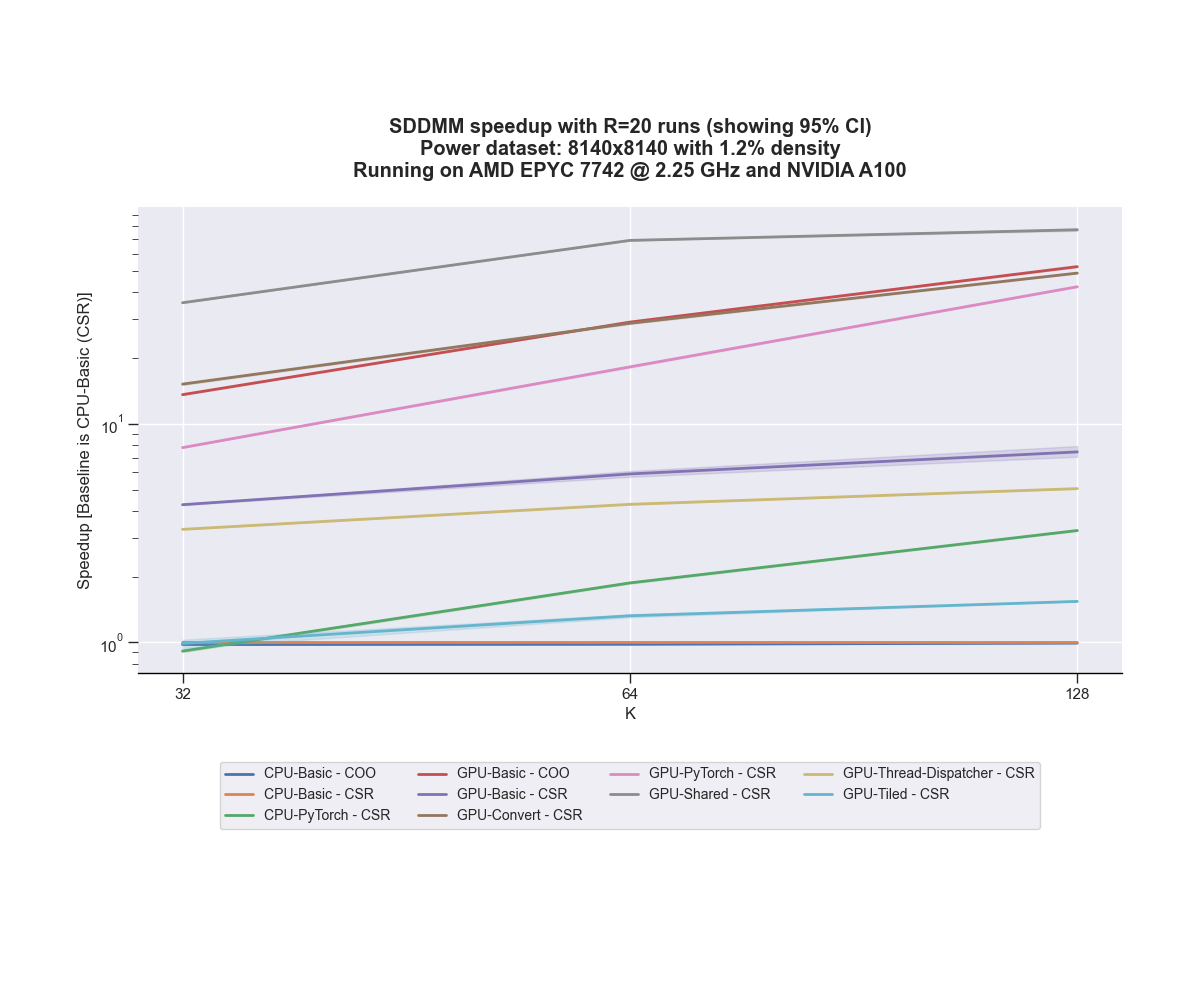 SDDMM speedup with R=20 runs (showing 95% CI)
Power dataset: 8140x8140 with 1.2% density
Running on AMD EPYC 7742 @ 2.25 GHz and NVIDIA A100
Speedup [Baseline is CPU-Basic (CSR)]
10^1
10^0
32 64 128
K
CPU-Basic - COO GPU-Basic - COO GPU-PyTorch - CSR GPU-Thread-Dispatcher - CSR
CPU-Basic - CSR GPU-Basic - CSR GPU-Shared - CSR GPU-Tiled - CSR
CPU-PyTorch - CSR GPU-Convert - CSR